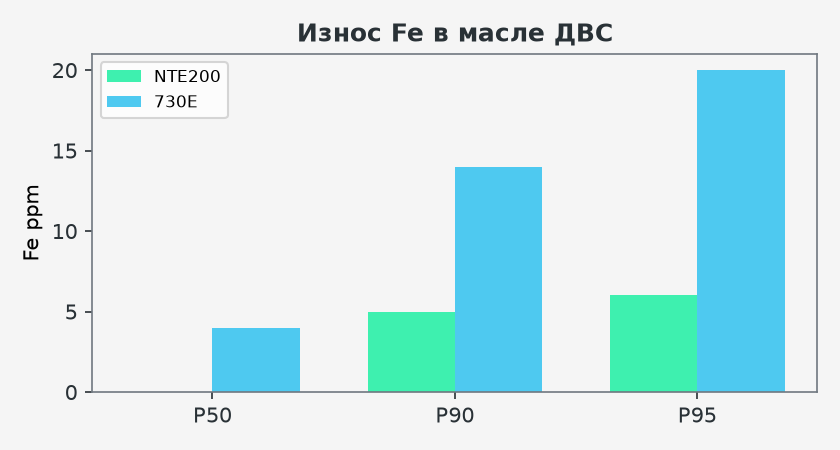 Износ Fe в масле ДВС
NTE200
730E
Fe ppm
20
15
10
5
0
P50 P90 P95